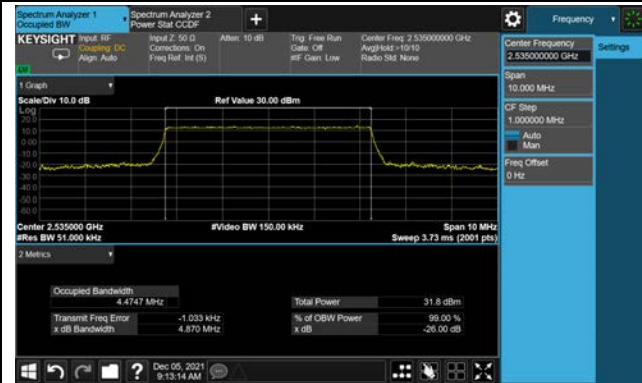 Spectrum Analyzer 1
Occupied BW
Spectrum Analyzer 2
Power Stat CCDF
+
Frequency
KEYSIGHT
Input: RF
Coupling: DC
Align: Auto
Input Z: 50 Ω
Corrections: On
Freq Ref: Int (S)
Atten: 10 dB
Trig: Free Run
Gate: Off
#IF Gain: Low
Center Freq: 2.535000000 GHz
Avg|Hold:>10/10
Radio Std: None
Center Frequency
2.535000000 GHz
Settings
Span
10.000 MHz
CF Step
1.000000 MHz
Auto
Man
Freq Offset
0 Hz
1 Graph
Scale/Div 10.0 dB
Ref Value 30.00 dBm
Log
20.0
10.0
0.00
-10.0
-20.0
-30.0
-40.0
-50.0
-60.0
Center 2.535000 GHz
#Video BW 150.00 kHz
Span 10 MHz
#Res BW 51.000 kHz
Sweep 3.73 ms (2001 pts)
2 Metrics
Occupied Bandwidth
4.4747 MHz
Total Power
31.8 dBm
Transmit Freq Error
-1.033 kHz
% of OBW Power
99.00 %
x dB Bandwidth
4.870 MHz
x dB
-26.00 dB
?
Dec 05, 2021
9:13:14 AM